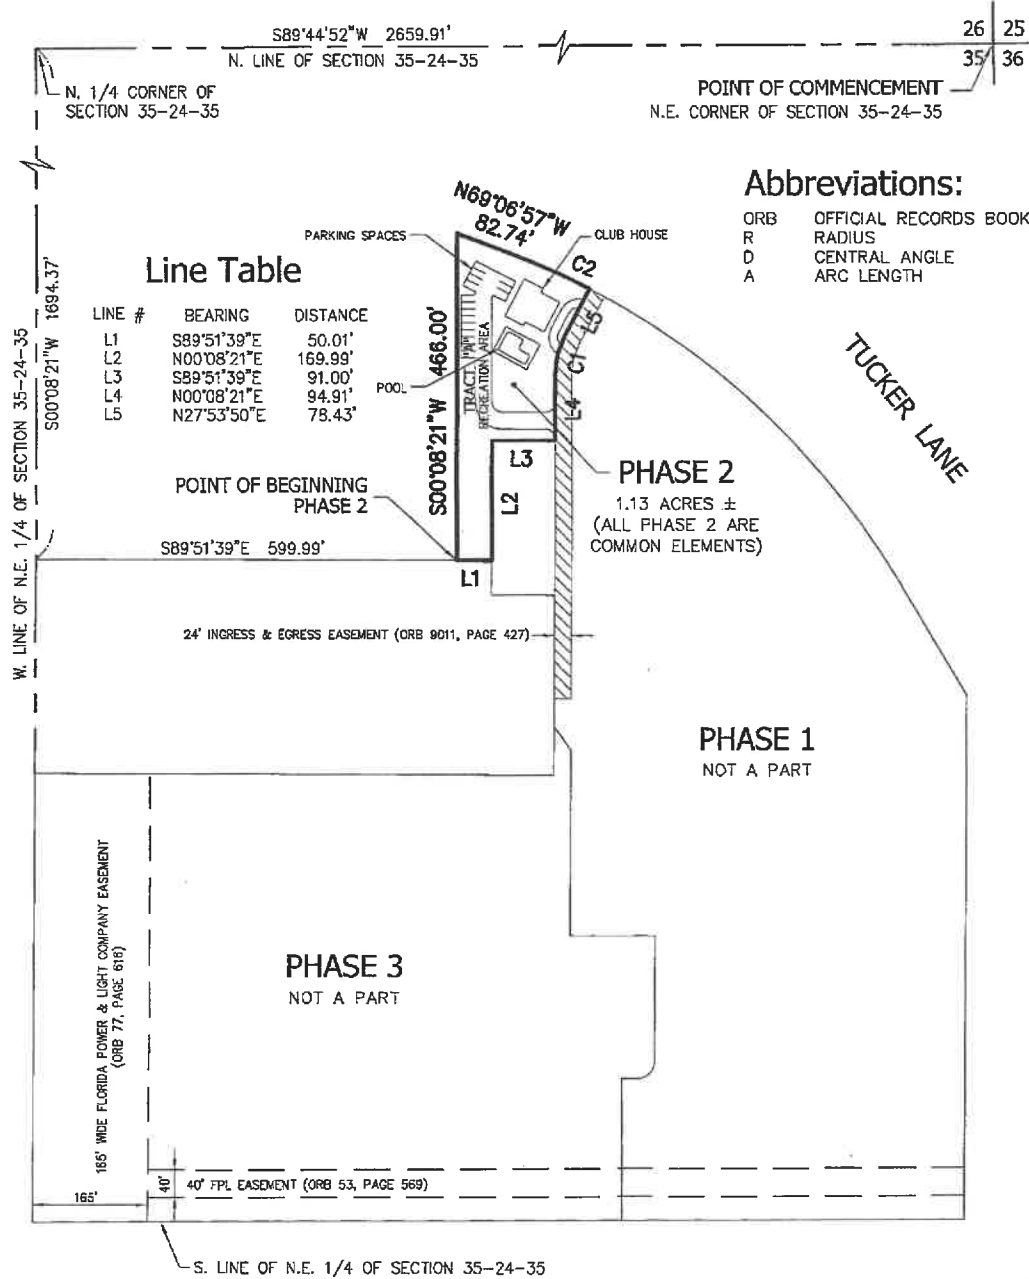 S89°44'52"W 2659.91'
N. LINE OF SECTION 35-24-35
26 25
35 36
N. 1/4 CORNER OF
SECTION 35-24-35
POINT OF COMMENCEMENT
N.E. CORNER OF SECTION 35-24-35
Abbreviations:
ORB OFFICIAL RECORDS BOOK
R RADIUS
D CENTRAL ANGLE
A ARC LENGTH
N69°06'57"W
82.74'
PARKING SPACES
CLUB HOUSE
C2
Line Table
LINE # BEARING DISTANCE
L1 S89°51'39"E 50.01'
L2 N00°08'21"E 169.99'
L3 S89°51'39"E 91.00'
L4 N00°08'21"E 94.91'
L5 N27°53'50"E 78.43'
S00°08'21"W 1694.37'
W. LINE OF N.E. 1/4 OF SECTION 35-24-35
S00°08'21"W 466.00'
TRACT "A"
RECREATION AREA
POOL
L5
C1
L4
L3
L2
L1
TUCKER LANE
PHASE 2
1.13 ACRES ±
(ALL PHASE 2 ARE
COMMON ELEMENTS)
POINT OF BEGINNING
PHASE 2
S89°51'39"E 599.99'
24' INGRESS & EGRESS EASEMENT (ORB 9011, PAGE 427)
PHASE 1
NOT A PART
165' WIDE FLORIDA POWER & LIGHT COMPANY EASEMENT
(ORB 77, PAGE 618)
PHASE 3
NOT A PART
165'
40'
40' FPL EASEMENT (ORB 53, PAGE 569)
S. LINE OF N.E. 1/4 OF SECTION 35-24-35